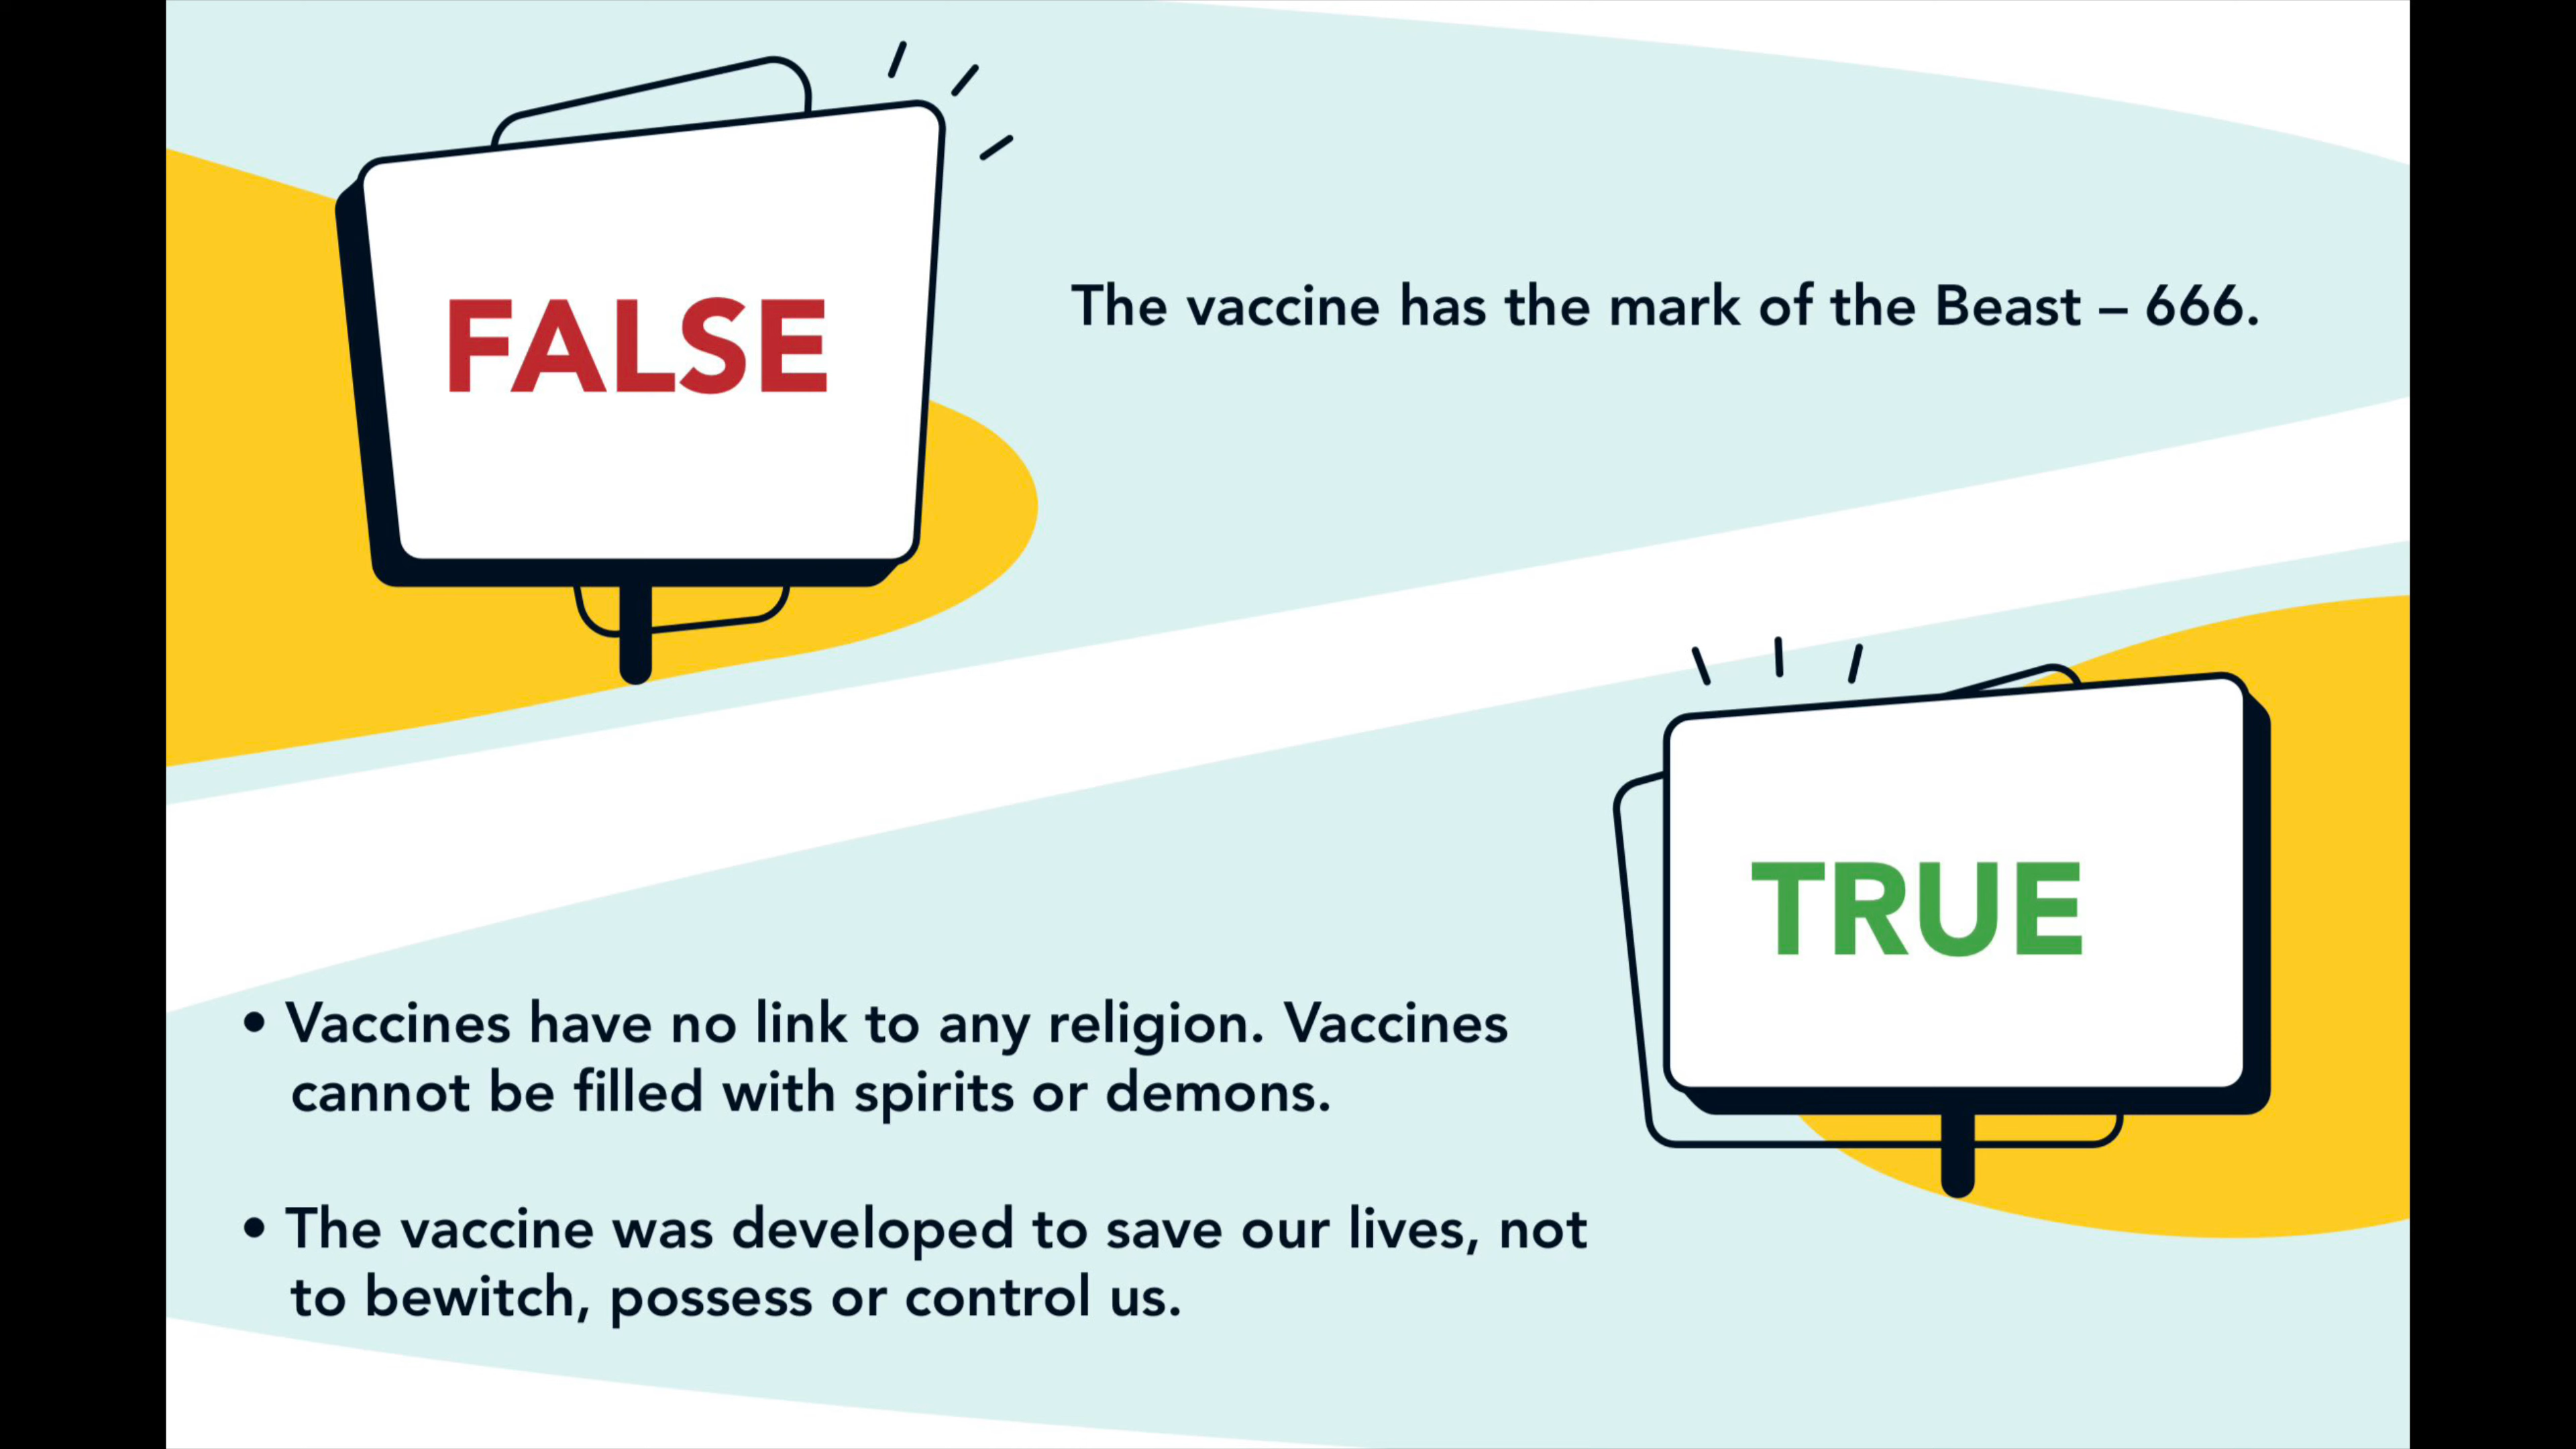 FALSE
The vaccine has the mark of the Beast – 666.
TRUE
• Vaccines have no link to any religion. Vaccines
cannot be filled with spirits or demons.
• The vaccine was developed to save our lives, not
to bewitch, possess or control us.